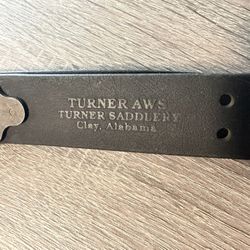 TURNER AWS
TURNER SADDLERY
Clay, Alabama